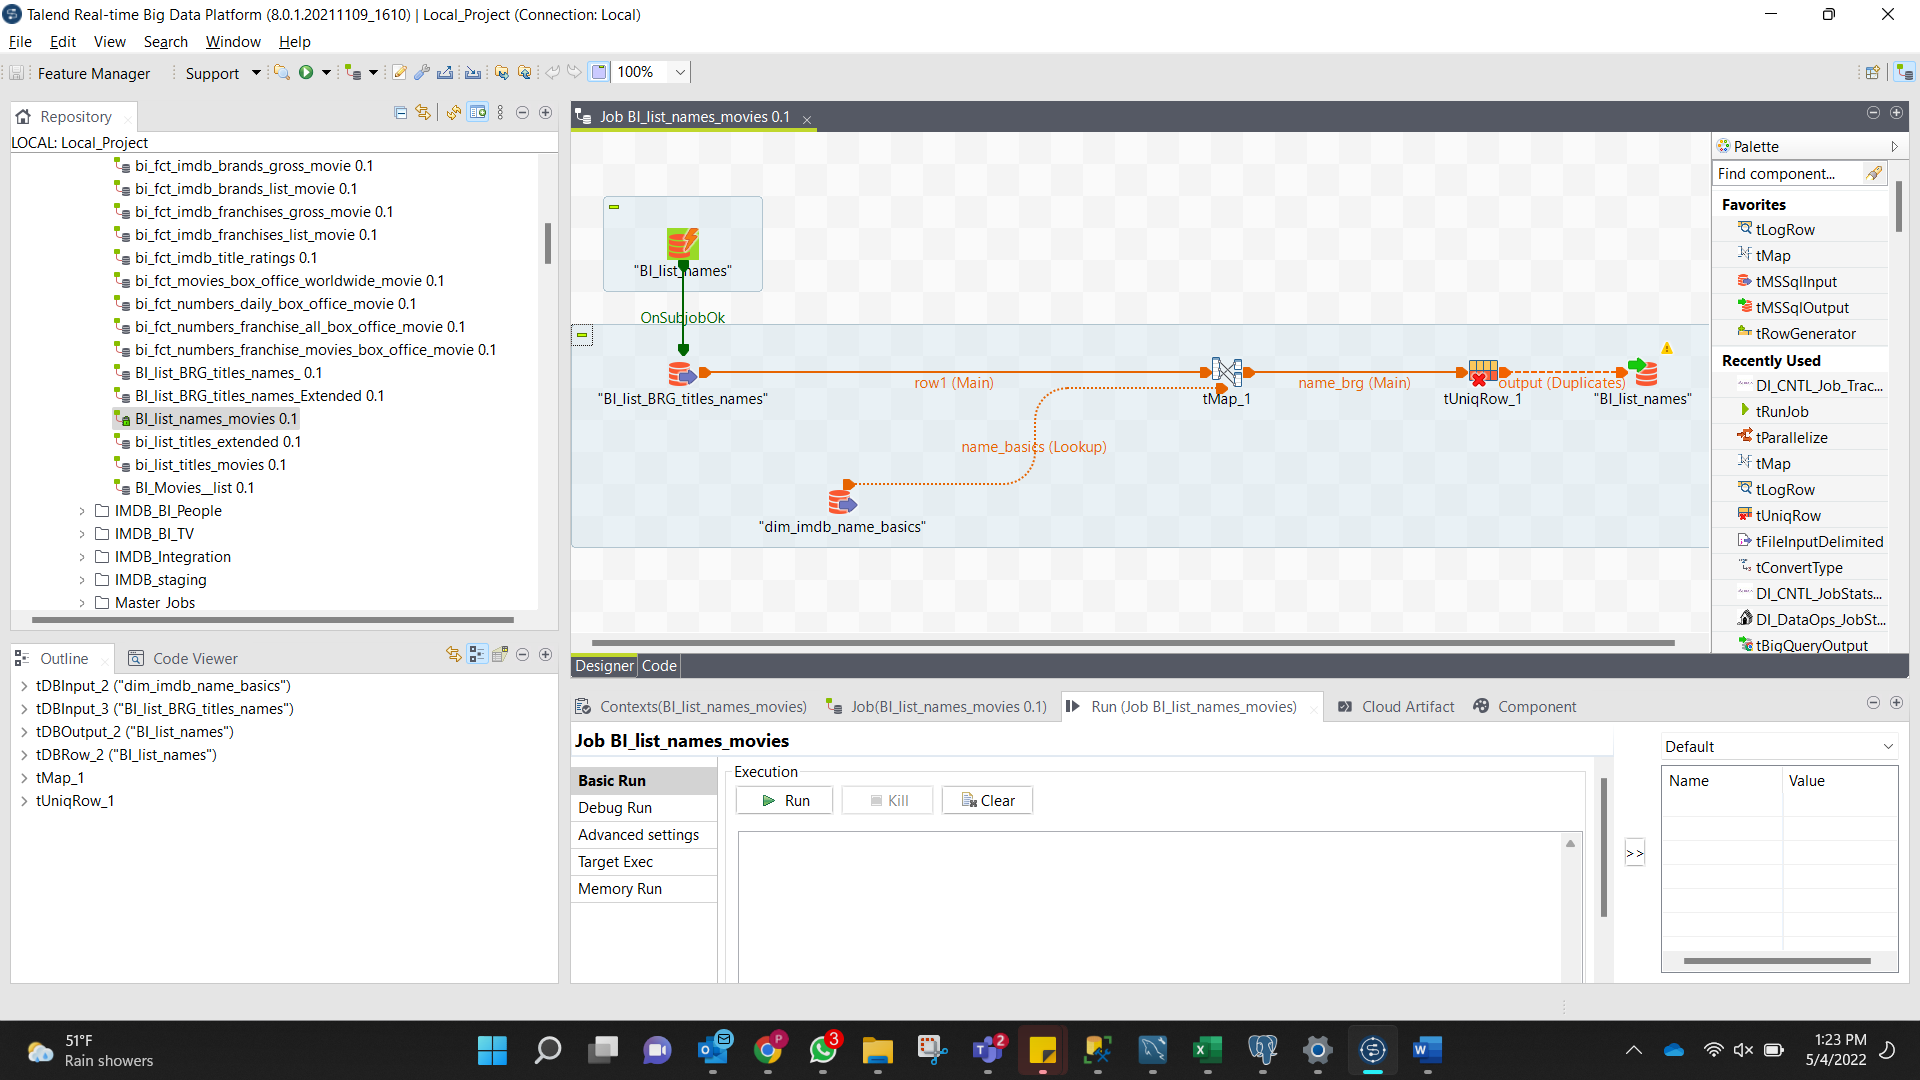 Talend Real-time Big Data Platform (8.0.1.20211109_1610) | Local_Project (Connection: Local)
File Edit View Search Window Help
Feature Manager Support 100%
Repository
LOCAL: Local_Project
bi_fct_imdb_brands_gross_movie 0.1
bi_fct_imdb_brands_list_movie 0.1
bi_fct_imdb_franchises_gross_movie 0.1
bi_fct_imdb_franchises_list_movie 0.1
bi_fct_imdb_title_ratings 0.1
bi_fct_movies_box_office_worldwide_movie 0.1
bi_fct_numbers_daily_box_office_movie 0.1
bi_fct_numbers_franchise_all_box_office_movie 0.1
bi_fct_numbers_franchise_movies_box_office_movie 0.1
BI_list_BRG_titles_names_ 0.1
BI_list_BRG_titles_names_Extended 0.1
BI_list_names_movies 0.1
bi_list_titles_extended 0.1
bi_list_titles_movies 0.1
BI_Movies__list 0.1
IMDB_BI_People
IMDB_BI_TV
IMDB_Integration
IMDB_staging
Master Jobs
Outline Code Viewer
tDBInput_2 ("dim_imdb_name_basics")
tDBInput_3 ("BI_list_BRG_titles_names")
tDBOutput_2 ("BI_list_names")
tDBRow_2 ("BI_list_names")
tMap_1
tUniqRow_1
Job BI_list_names_movies 0.1
"BI_list_names"
OnSubjobOk
row1 (Main)
name_brg (Main)
output (Duplicates)
"BI_list_BRG_titles_names"
tMap_1
tUniqRow_1
"BI_list_names"
name_basics (Lookup)
"dim_imdb_name_basics"
Palette
Find component...
Favorites
tLogRow
tMap
tMSSqlInput
tMSSqlOutput
tRowGenerator
Recently Used
DI_CNTL_Job_Trac...
tRunJob
tParallelize
tMap
tLogRow
tUniqRow
tFileInputDelimited
tConvertType
DI_CNTL_JobStats...
DI_DataOps_JobSt...
tBigQueryOutput
Designer Code
Contexts(BI_list_names_movies) Job(BI_list_names_movies 0.1) Run (Job BI_list_names_movies) Cloud Artifact Component
Job BI_list_names_movies
Basic Run
Debug Run
Advanced settings
Target Exec
Memory Run
Execution
Run Kill Clear
>>
Default
Name Value
51°F
Rain showers
P
3
2
1:23 PM
5/4/2022